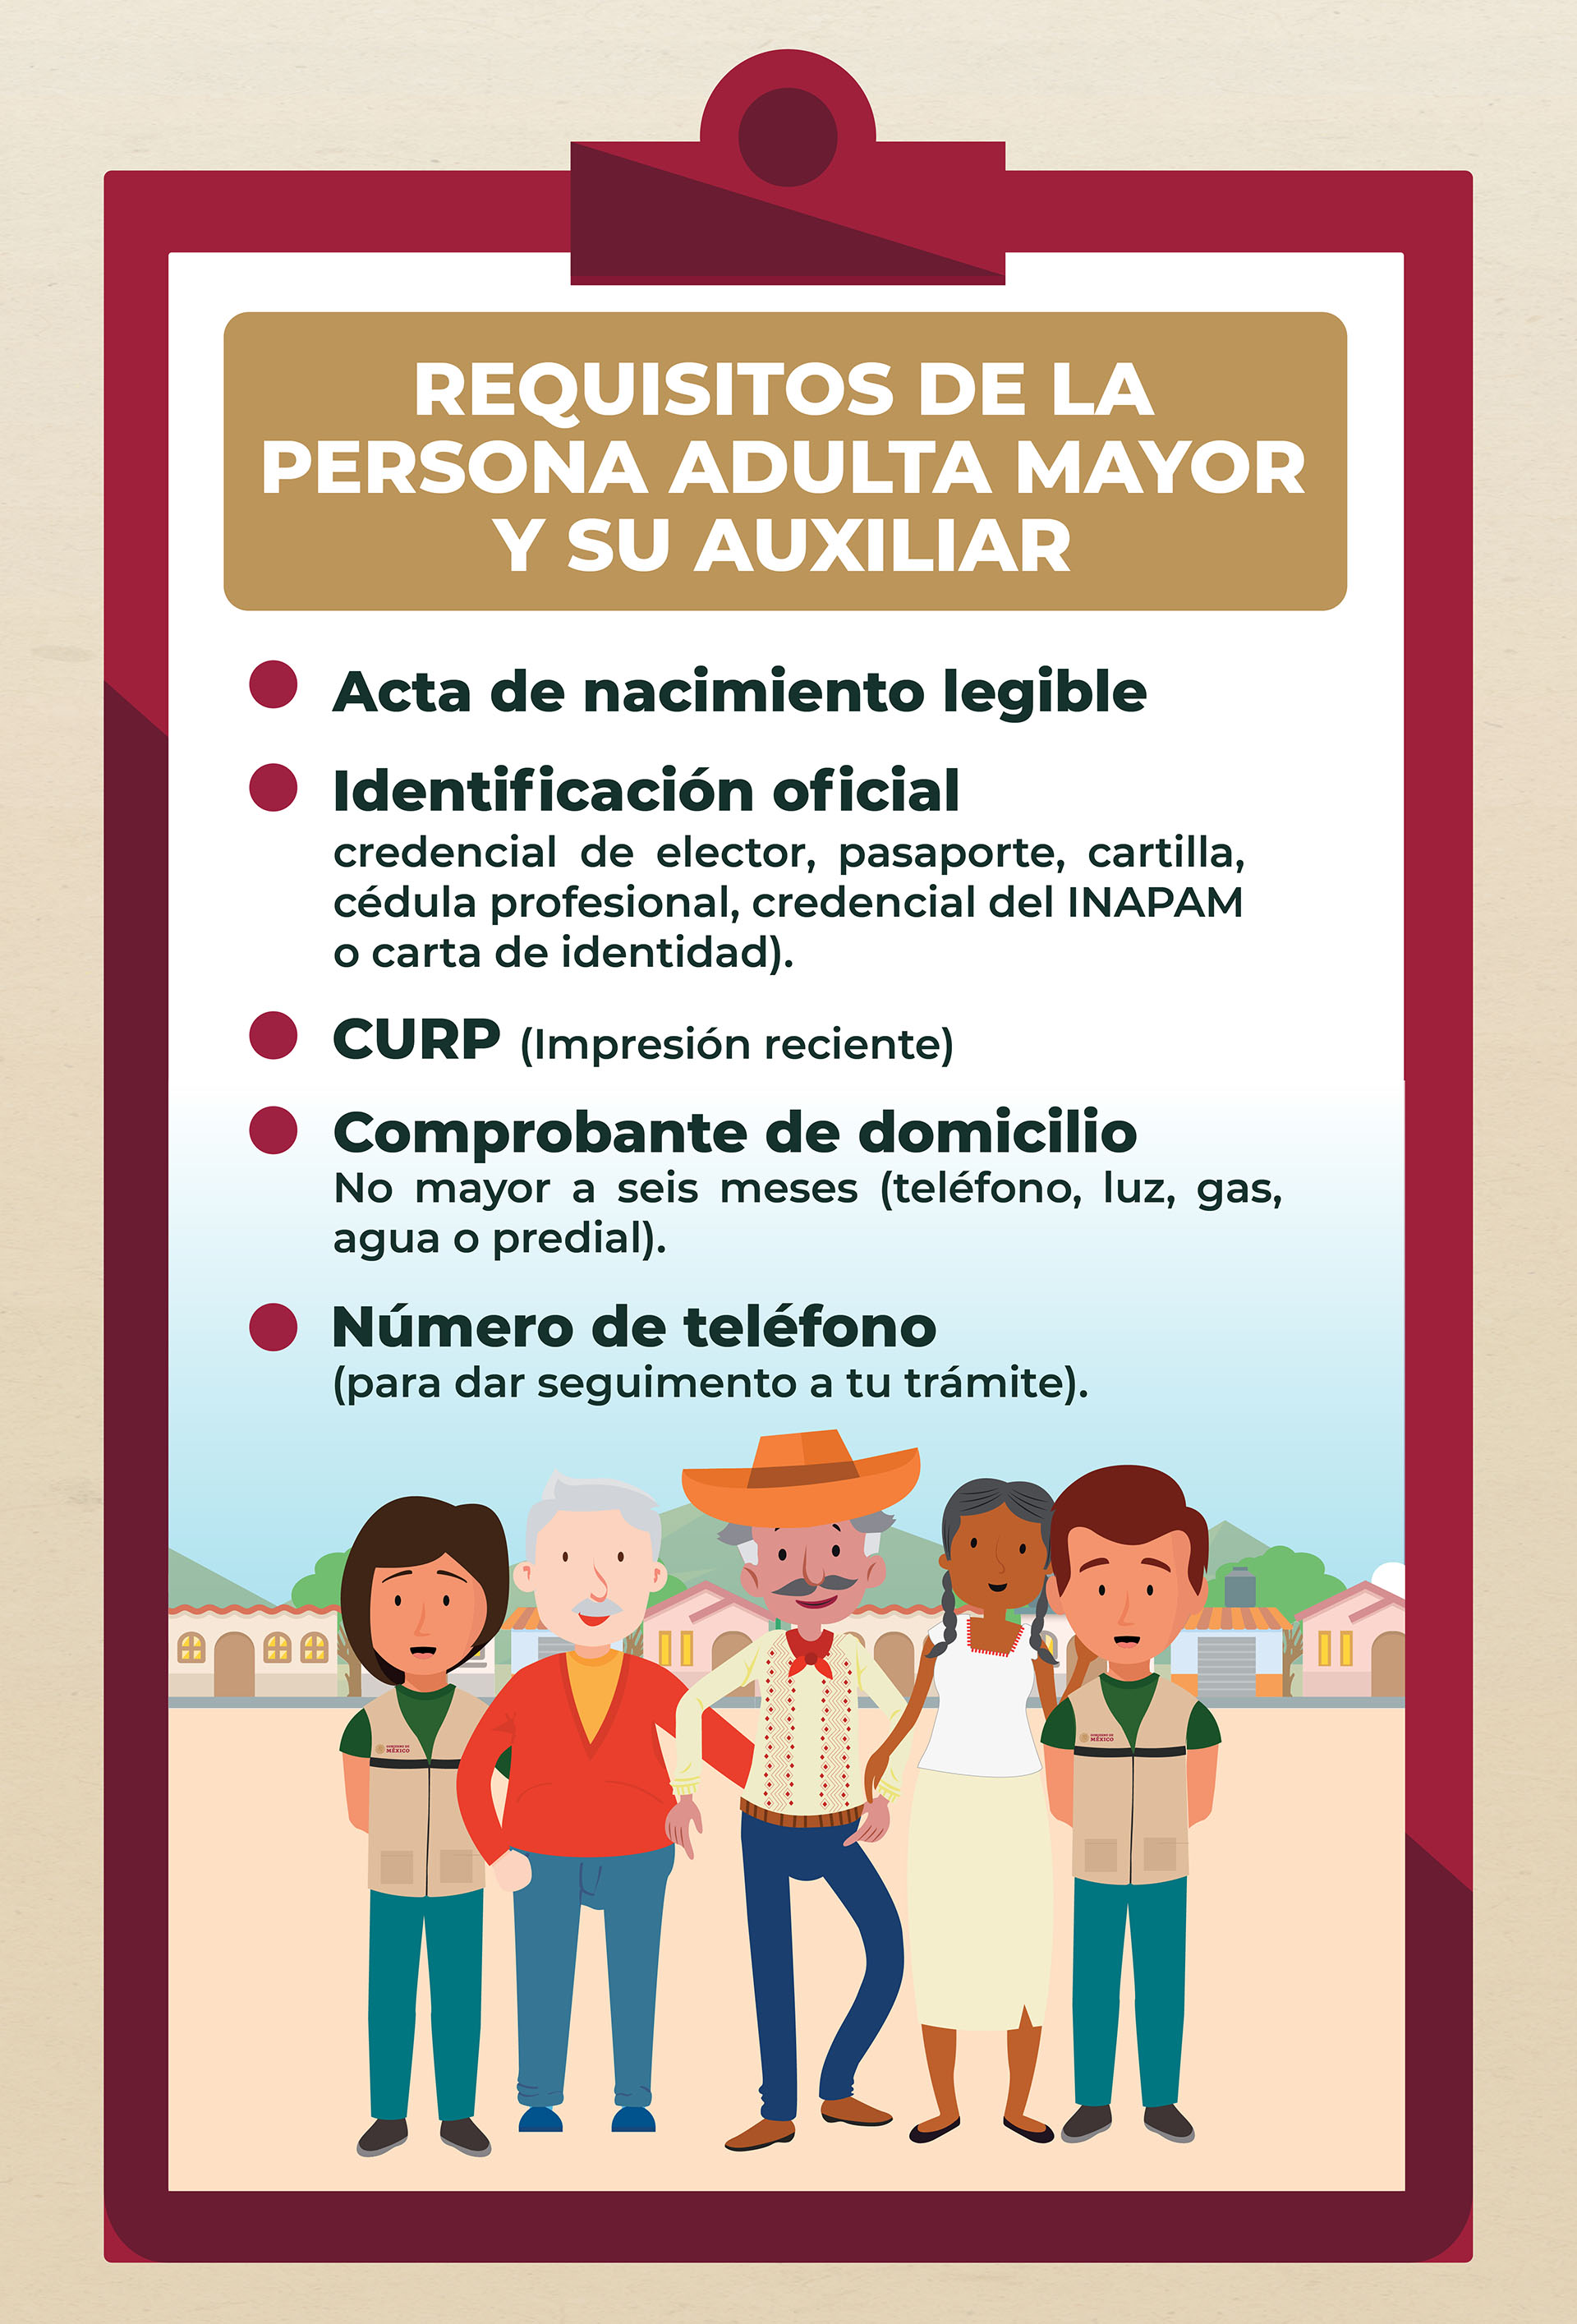 REQUISITOS DE LA
PERSONA ADULTA MAYOR
Y SU AUXILIAR
Acta de nacimiento legible
Identificación oficial
credencial de elector, pasaporte, cartilla,
cédula profesional, credencial del INAPAM
o carta de identidad).
CURP (Impresión reciente)
Comprobante de domicilio
No mayor a seis meses (teléfono, luz, gas,
agua o predial).
Número de teléfono
(para dar seguimento a tu trámite).
GOBIERNO DE
MÉXICO
GOBIERNO DE
MÉXICO